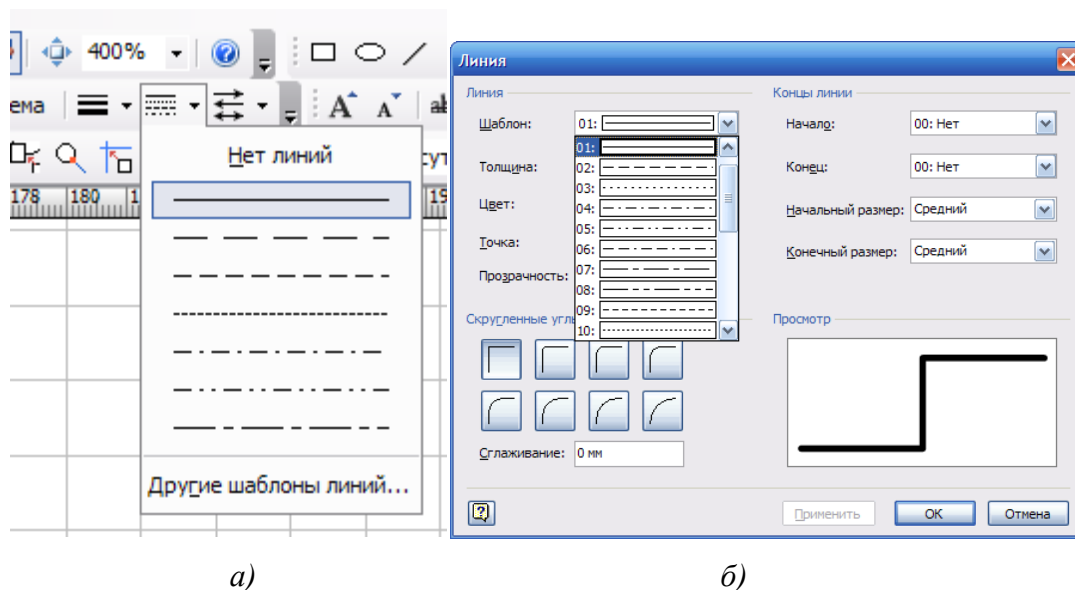 400%
ема
A A ab
178 180 1 19
Нет линий
Другие шаблоны линий...
а)
Линия
Линия
Шаблон: 01:
01:
02:
03:
04:
05:
06:
07:
08:
09:
10:
Толщина:
Цвет:
Точка:
Прозрачность:
Скругленные угл
Сглаживание: 0 мм
Концы линии
Начало: 00: Нет
Конец: 00: Нет
Начальный размер: Средний
Конечный размер: Средний
Просмотр
Применить ОК Отмена
б)